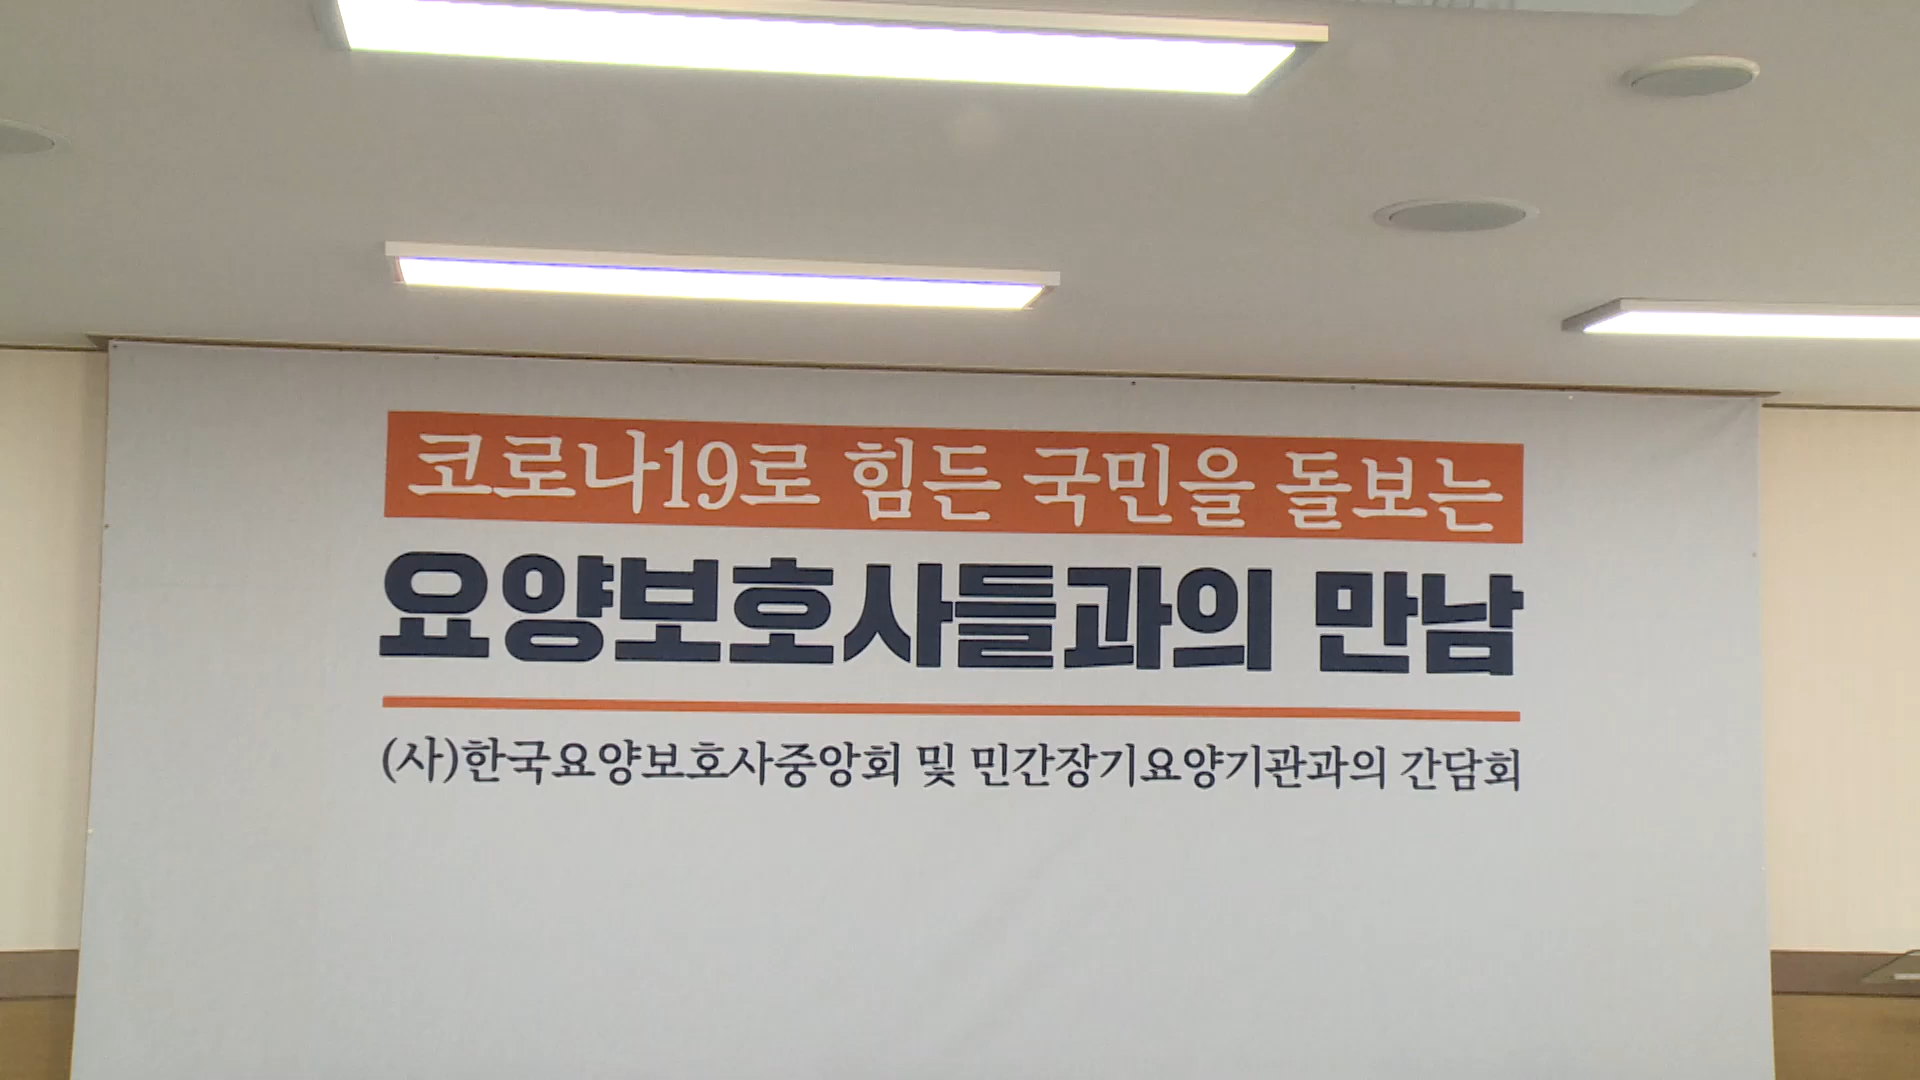 코로나19로 힘든 국민을 돌보는
요양보호사들과의 만남
(사)한국요양보호사중앙회 및 민간장기요양기관과의 간담회